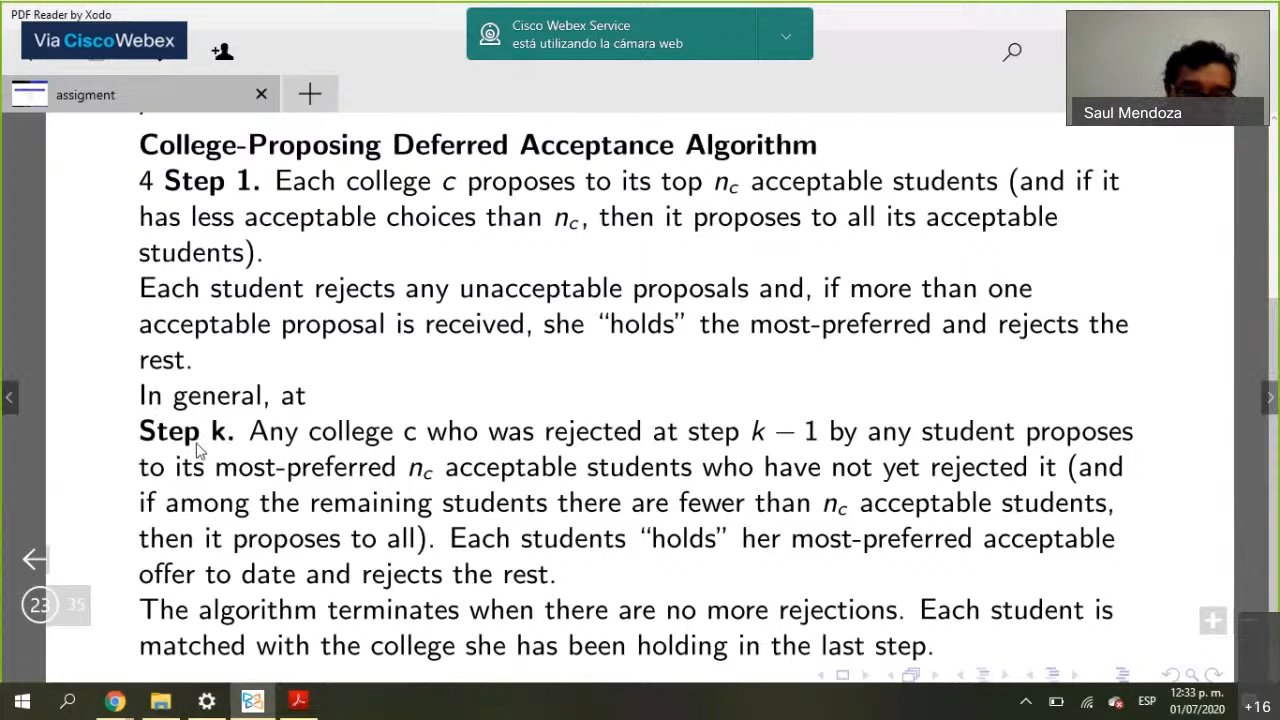 PDF Reader by Xodo
Via CiscoWebex
Cisco Webex Service
está utilizando la cámara web
Saul Mendoza
assigment
College-Proposing Deferred Acceptance Algorithm
4 Step 1. Each college c proposes to its top n_c acceptable students (and if it
has less acceptable choices than n_c, then it proposes to all its acceptable
students).
Each student rejects any unacceptable proposals and, if more than one
acceptable proposal is received, she “holds” the most-preferred and rejects the
rest.
In general, at
Step k. Any college c who was rejected at step k − 1 by any student proposes
to its most-preferred n_c acceptable students who have not yet rejected it (and
if among the remaining students there are fewer than n_c acceptable students,
then it proposes to all). Each students “holds” her most-preferred acceptable
offer to date and rejects the rest.
The algorithm terminates when there are no more rejections. Each student is
matched with the college she has been holding in the last step.
23 35
ESP
12:33 p. m.
01/07/2020
+16